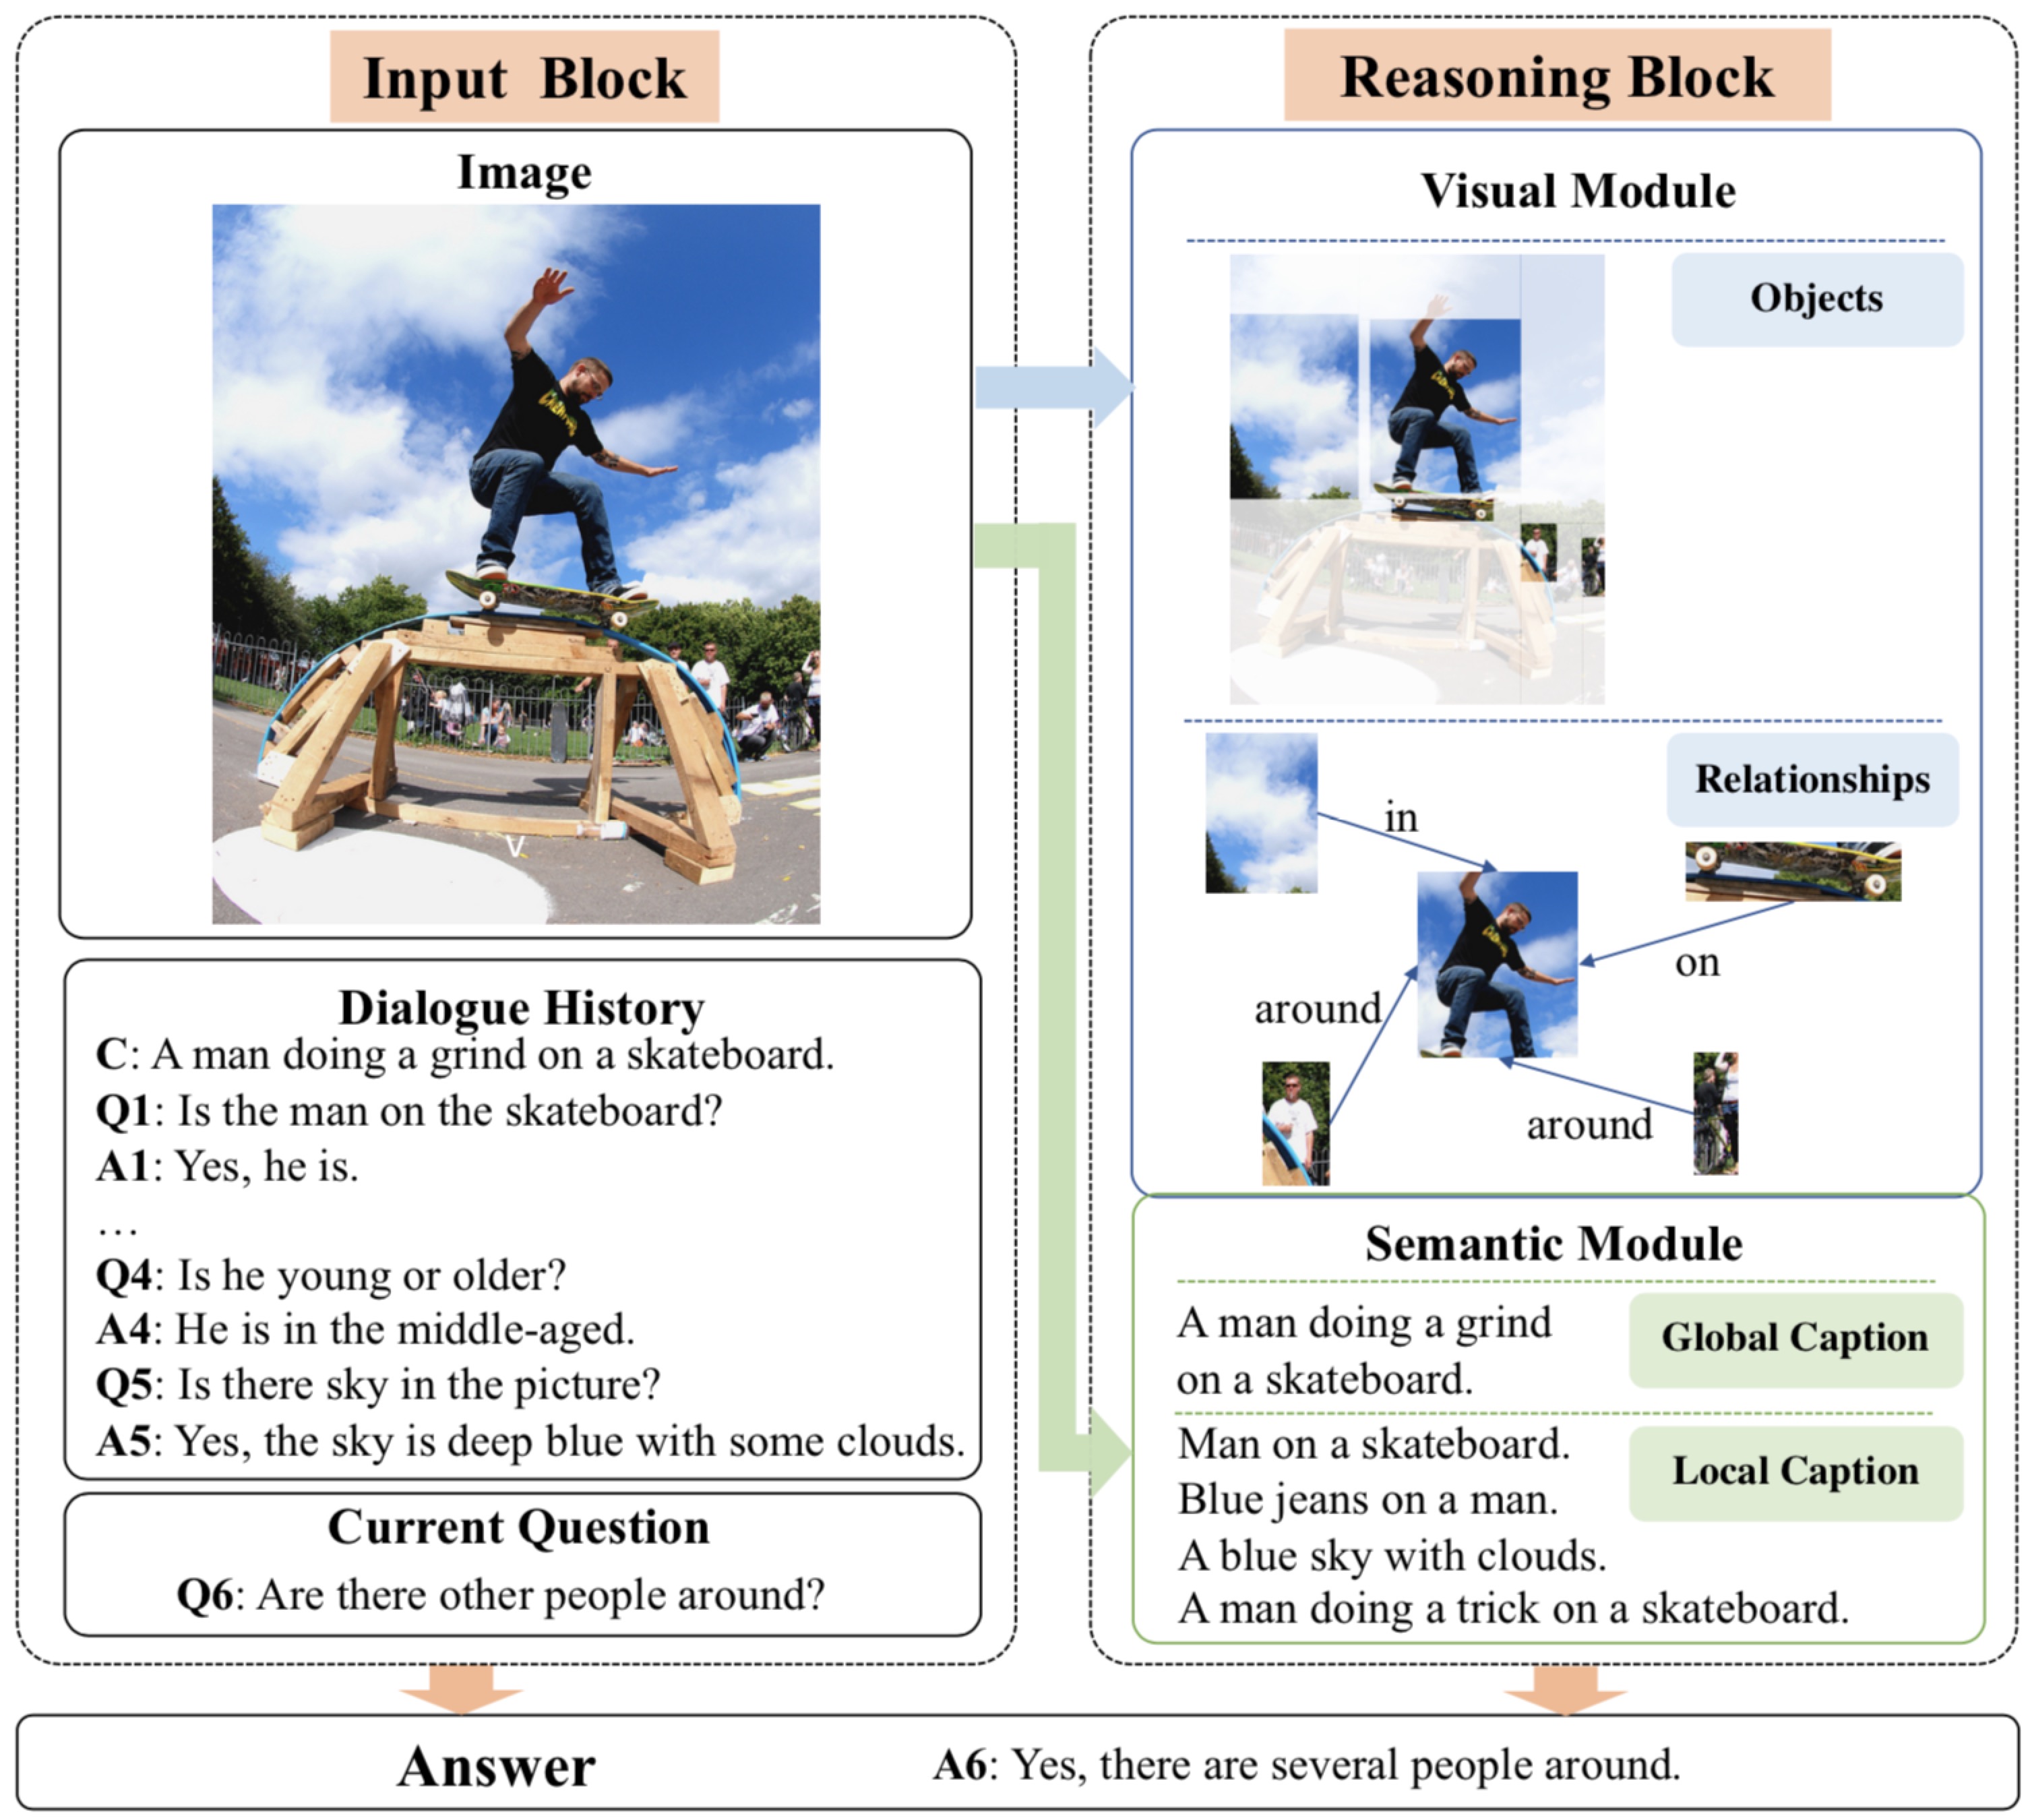 Input Block
Image
Dialogue History
C: A man doing a grind on a skateboard.
Q1: Is the man on the skateboard?
A1: Yes, he is.
…
Q4: Is he young or older?
A4: He is in the middle-aged.
Q5: Is there sky in the picture?
A5: Yes, the sky is deep blue with some clouds.
Current Question
Q6: Are there other people around?
Reasoning Block
Visual Module
Objects
Relationships
in
on
around
around
Semantic Module
A man doing a grind
on a skateboard.
Global Caption
Man on a skateboard.
Local Caption
Blue jeans on a man.
A blue sky with clouds.
A man doing a trick on a skateboard.
Answer
A6: Yes, there are several people around.